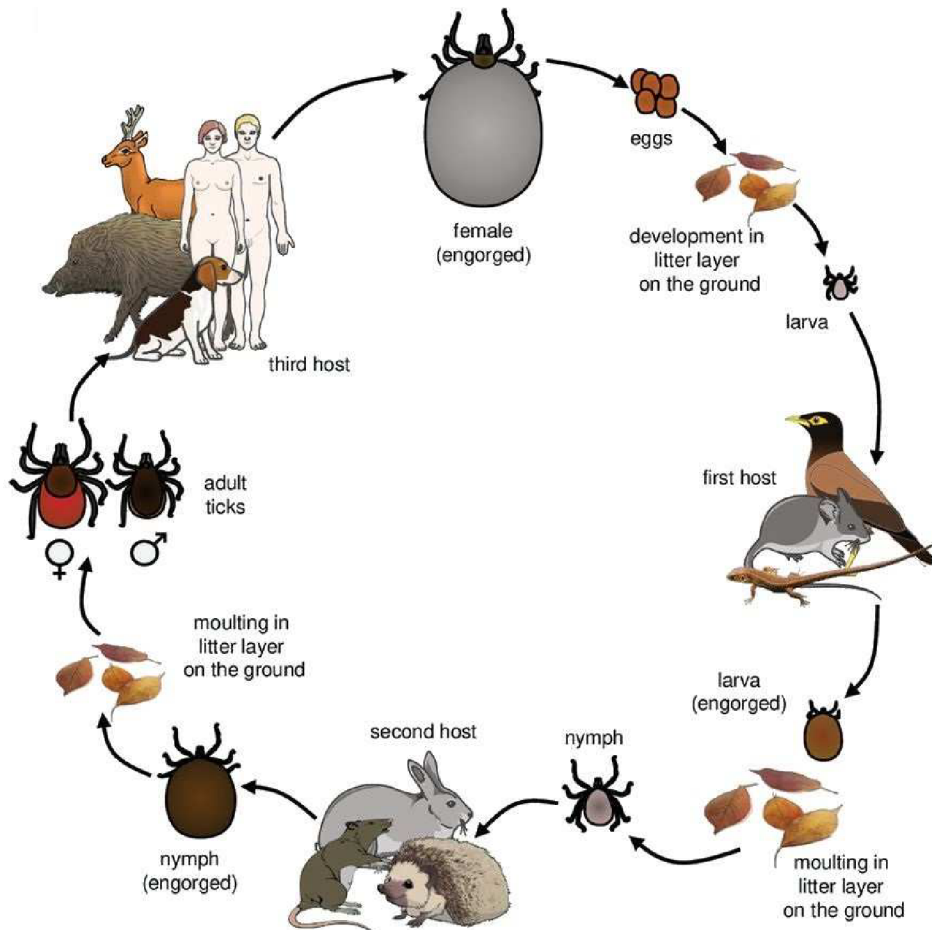 female
(engorged)
eggs
development in
litter layer
on the ground
larva
first host
larva
(engorged)
moulting in
litter layer
on the ground
nymph
second host
nymph
(engorged)
moulting in
litter layer
on the ground
adult
ticks
♀ ♂
third host